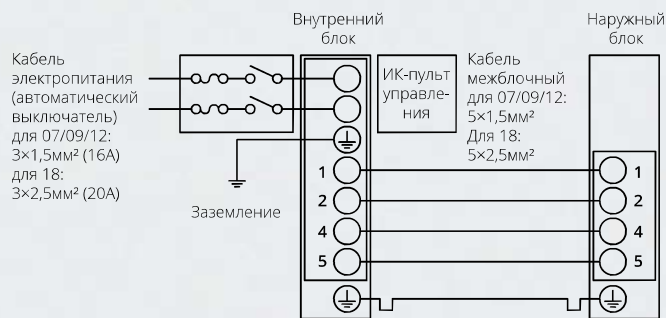 Внутренний
блок
Наружный
блок
Кабель
электропитания
(автоматический
выключатель)
для 07/09/12:
3×1,5мм² (16А)
для 18:
3×2,5мм² (20А)
ИК-пульт
управле-
ния
Кабель
межблочный
для 07/09/12:
5×1,5мм²
Для 18:
5×2,5мм²
Заземление
1
2
4
5
1
2
4
5